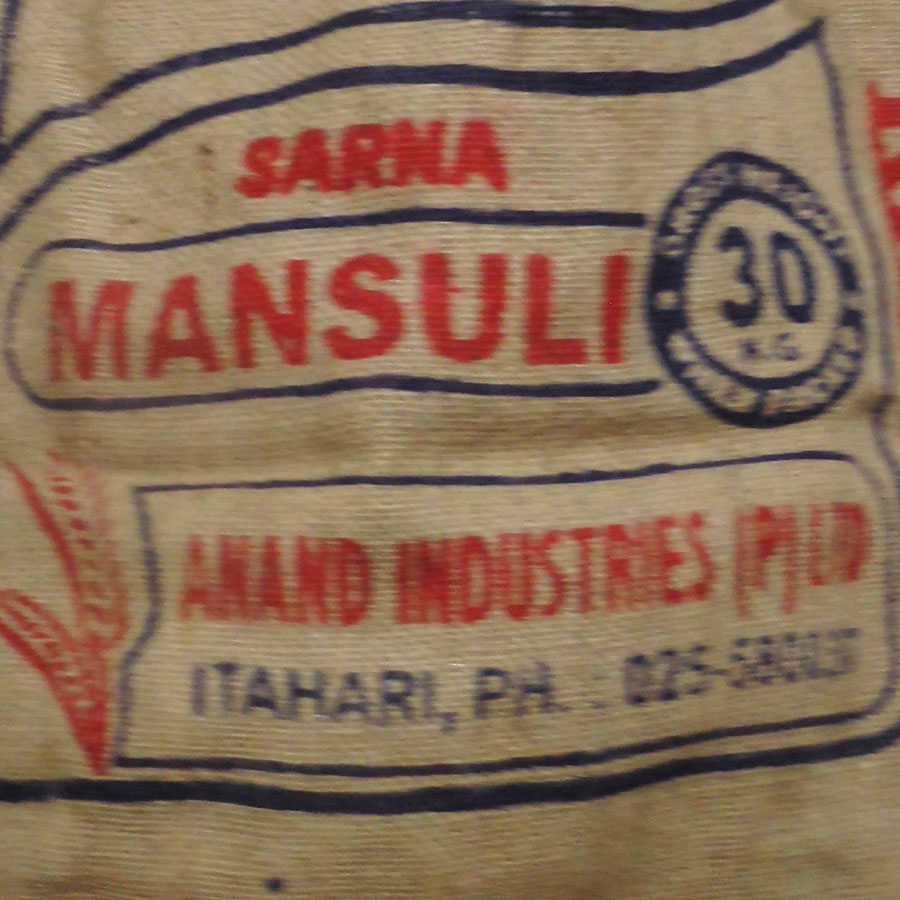 SARNA
MANSULI
30
K.G.
ANAND INDUSTRIES (P) LTD
ITAHARI, PH. :